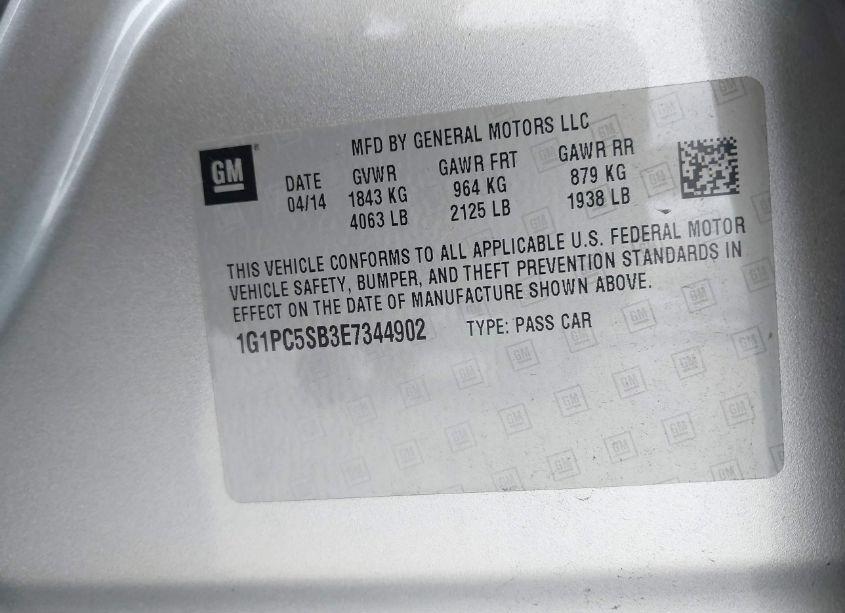 GM
MFD BY GENERAL MOTORS LLC
DATE GVWR GAWR FRT GAWR RR
04/14 1843 KG 964 KG 879 KG
4063 LB 2125 LB 1938 LB
THIS VEHICLE CONFORMS TO ALL APPLICABLE U.S. FEDERAL MOTOR
VEHICLE SAFETY, BUMPER, AND THEFT PREVENTION STANDARDS IN
EFFECT ON THE DATE OF MANUFACTURE SHOWN ABOVE.
1G1PC5SB3E7344902 TYPE: PASS CAR